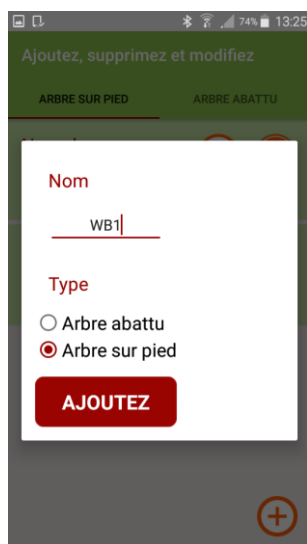 74% 13:25
Ajoutez, supprimez et modifiez
ARBRE SUR PIED ARBRE ABATTU
Nom
WB1
Type
Arbre abattu
Arbre sur pied
AJOUTEZ